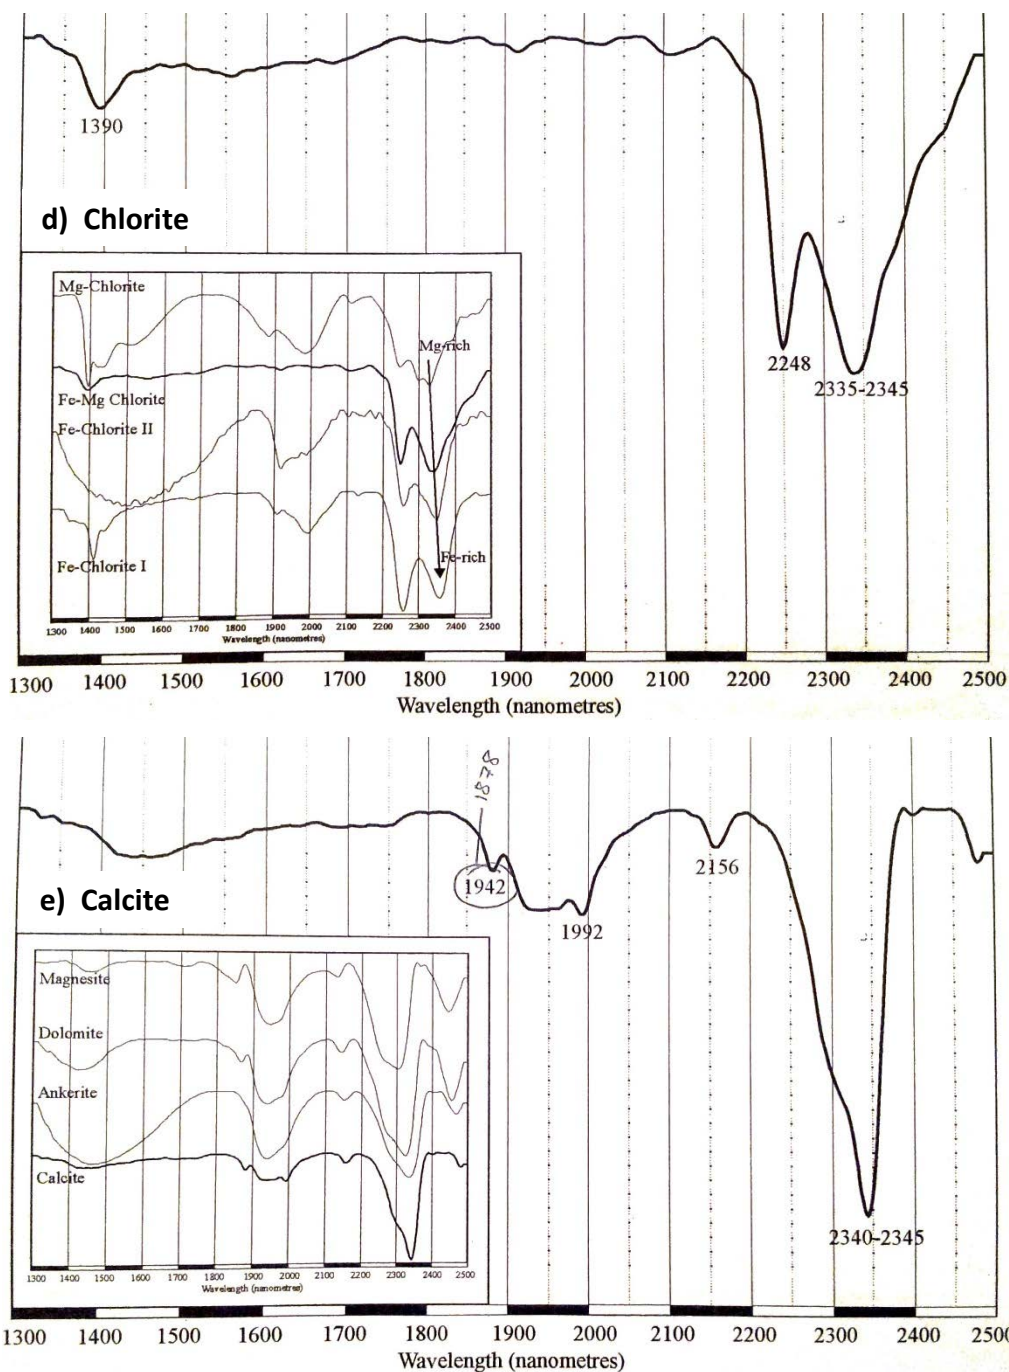 1390
d) Chlorite
2248
2335-2345
Mg-Chlorite
Mg-rich
Fe-Mg Chlorite
Fe-Chlorite II
Fe-rich
Fe-Chlorite I
1300 1400 1500 1600 1700 1800 1900 2000 2100 2200 2300 2400 2500
Wavelength (nanometres)
1300 1400 1500 1600 1700 1800 1900 2000 2100 2200 2300 2400 2500
Wavelength (nanometres)
1878
1942
1992
2156
e) Calcite
2340-2345
Magnesite
Dolomite
Ankerite
Calcite
1300 1400 1500 1600 1700 1800 1900 2000 2100 2200 2300 2400 2500
Wavelength (nanometres)
1300 1400 1500 1600 1700 1800 1900 2000 2100 2200 2300 2400 2500
Wavelength (nanometres)